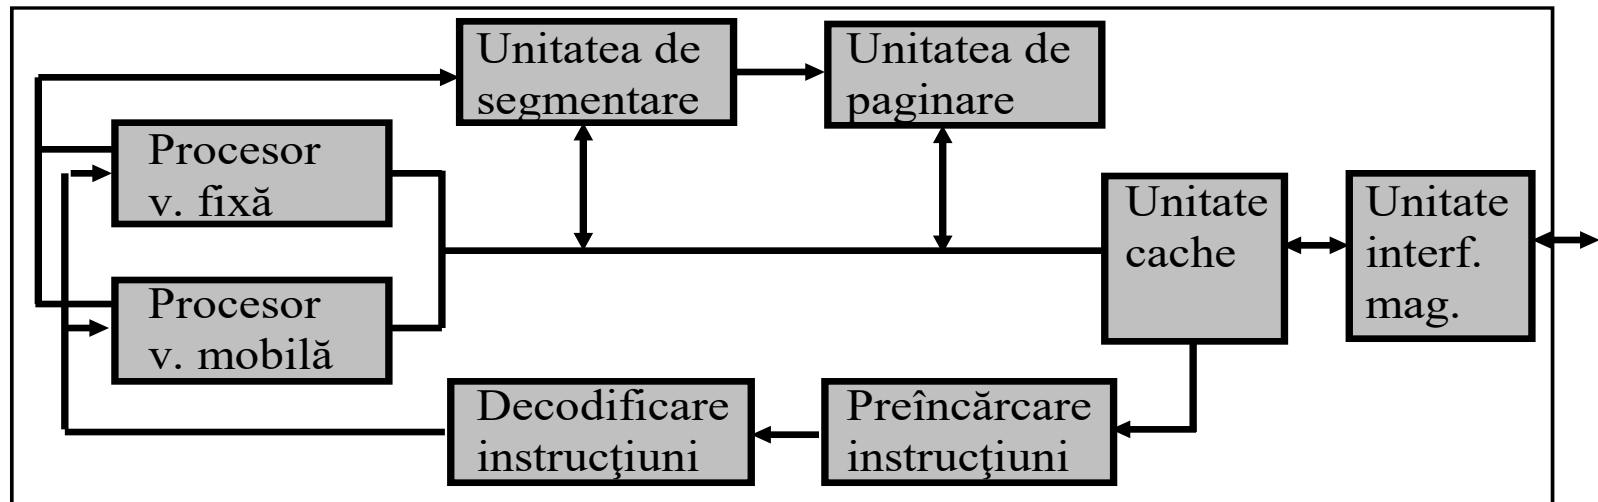 Unitatea de
segmentare
Unitatea de
paginare
Procesor
v. fixă
Unitate
cache
Unitate
interf.
mag.
Procesor
v. mobilă
Decodificare
instrucţiuni
Preîncărcare
instrucţiuni